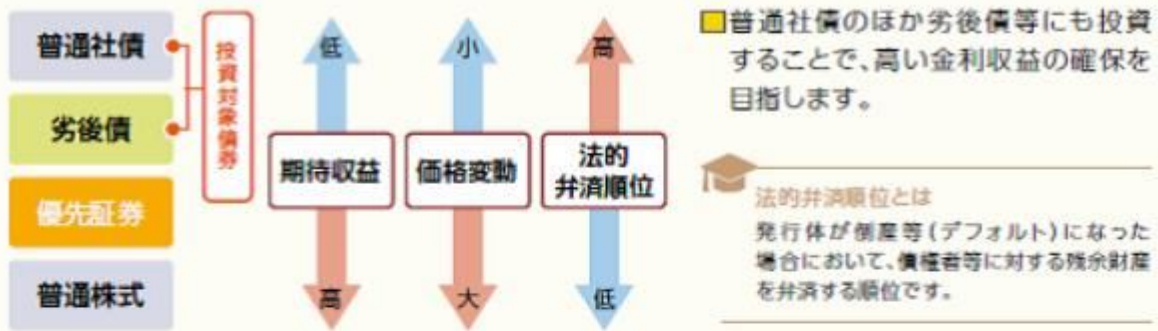 普通社債
劣後債
優先証券
普通株式
投資対象債券
低
期待収益
高
小
価格変動
大
高
法的
弁済順位
低
普通社債のほか劣後債等にも投資
することで、高い金利収益の確保を
目指します。
法的弁済順位とは
発行体が倒産等(デフォルト)になった
場合において、債権者等に対する残余財産
を弁済する順位です。